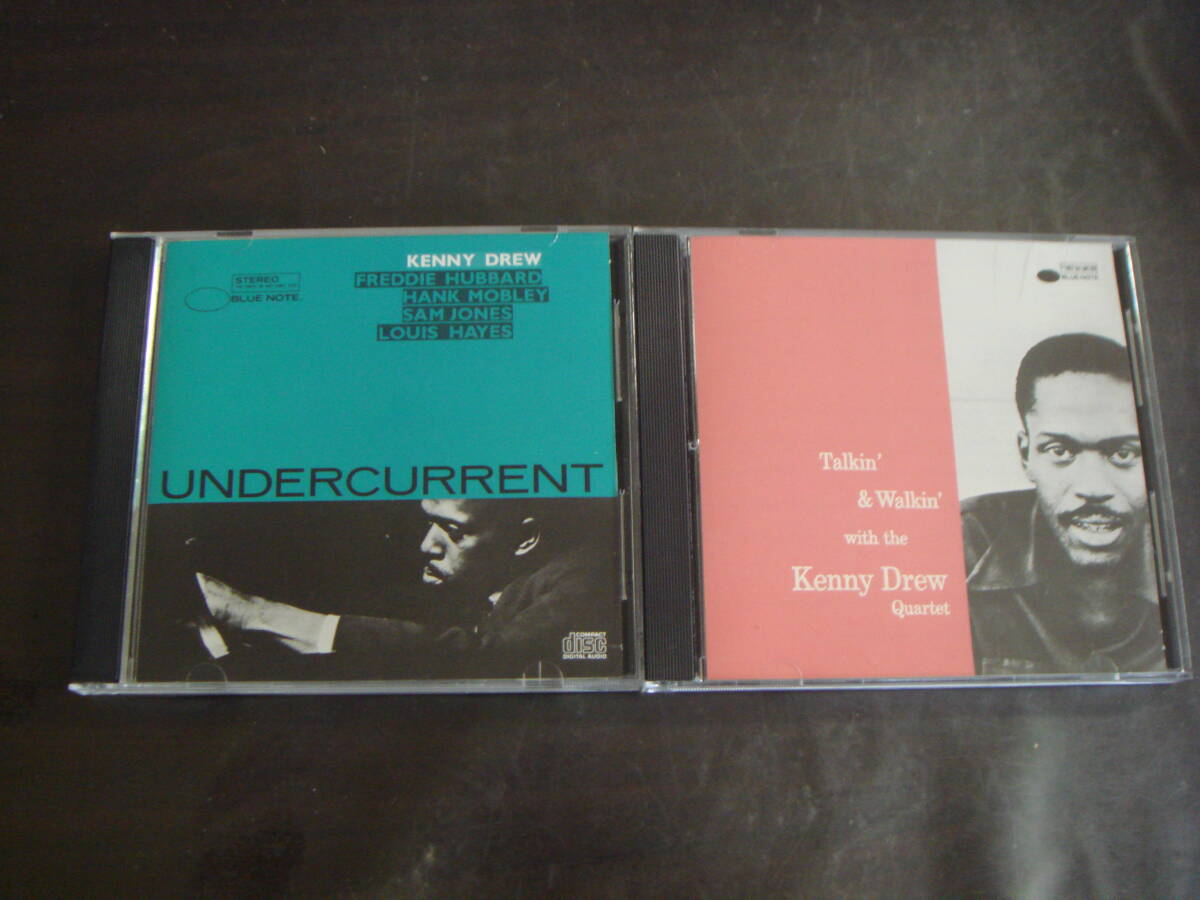 KENNY DREW
FREDDIE HUBBARD
HANK MOBLEY
SAM JONES
LOUIS HAYES
STEREO
BLUE NOTE
UNDERCURRENT
COMPACT
disc
DIGITAL AUDIO
BLUE NOTE
Talkin'
& Walkin'
with the
Kenny Drew
Quartet